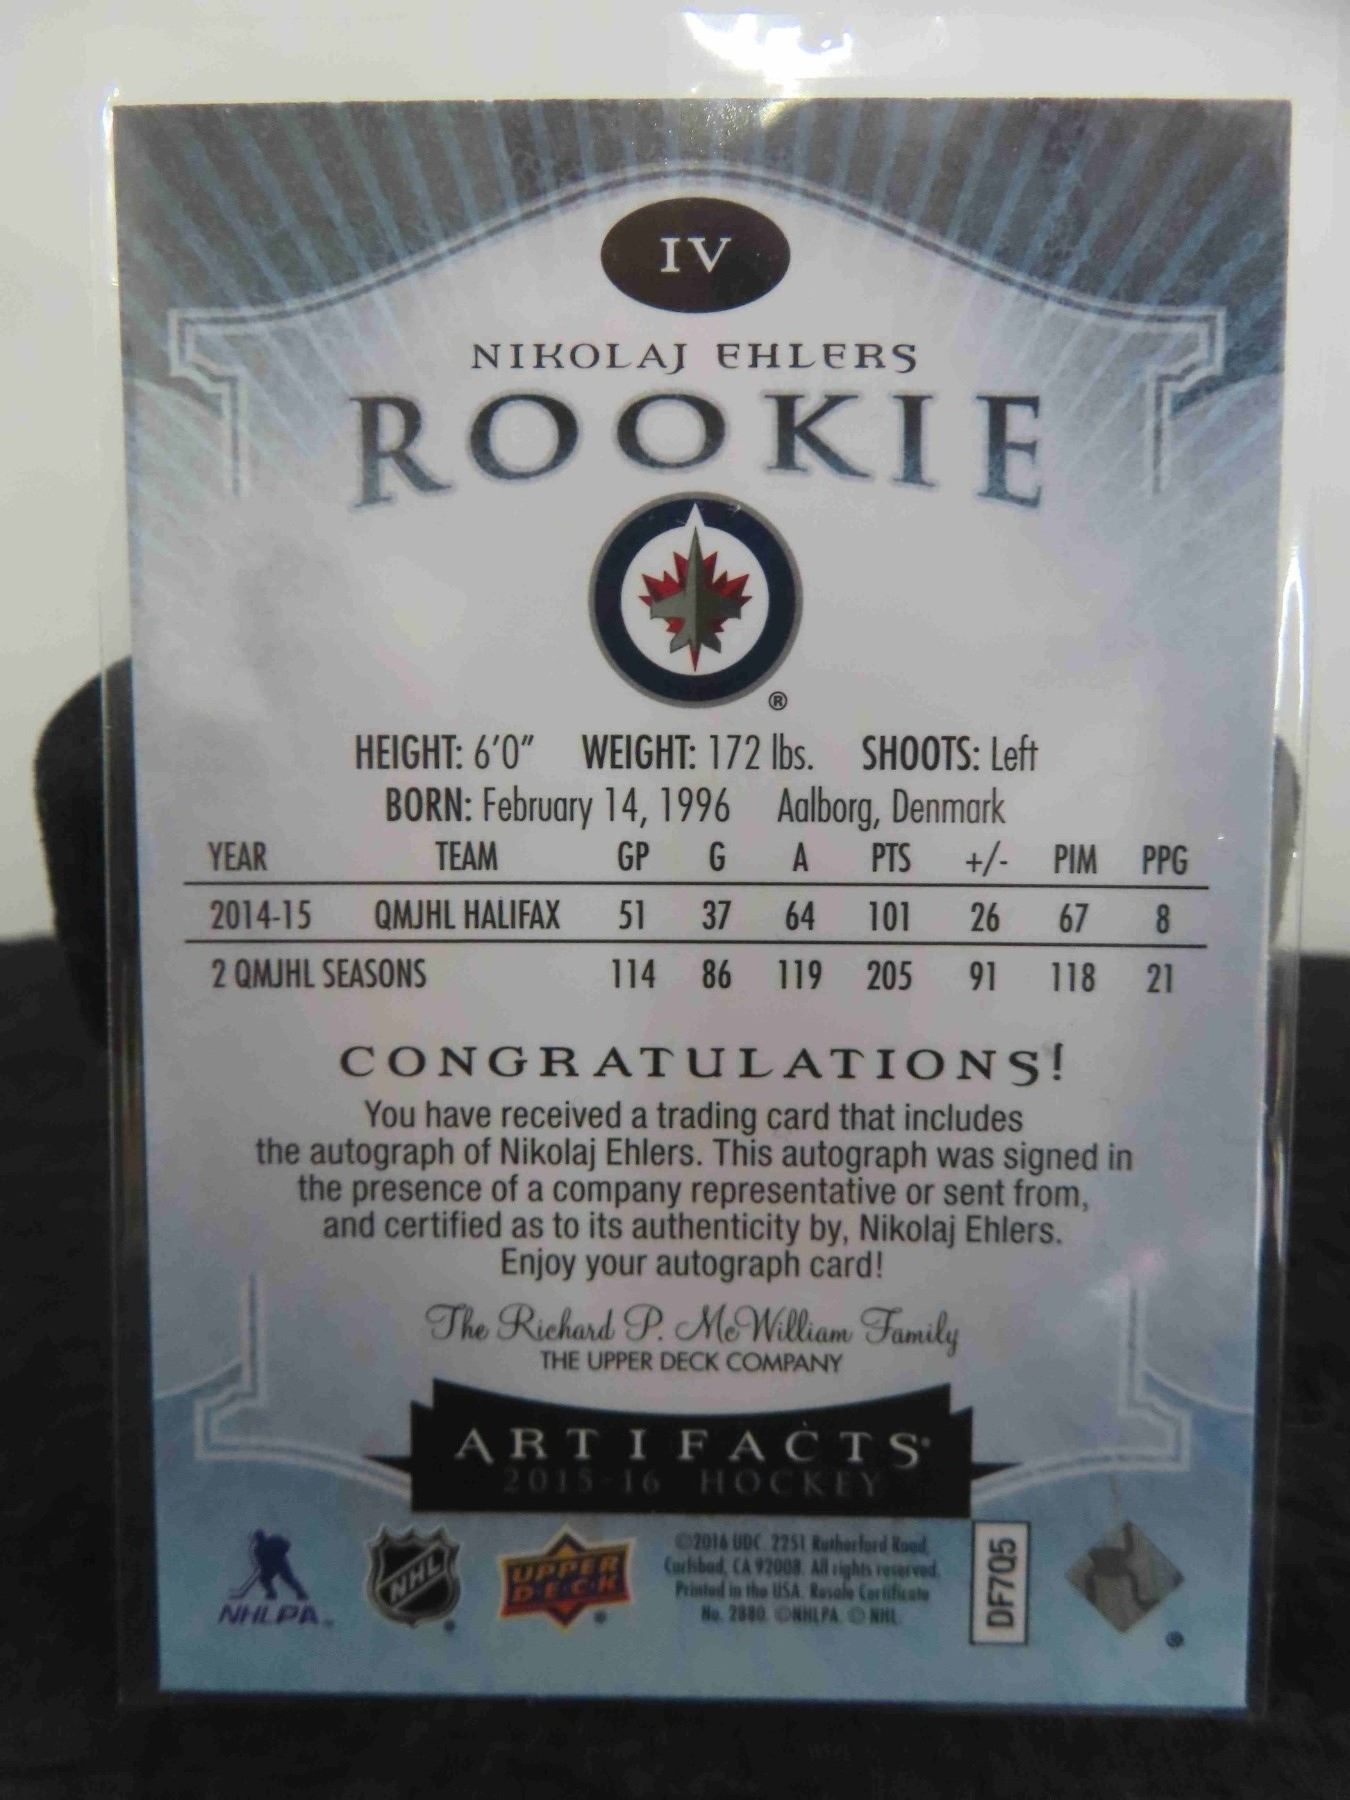 IV
NIKOLAJ EHLERS
ROOKIE
®
HEIGHT: 6'0" WEIGHT: 172 lbs. SHOOTS: Left
BORN: February 14, 1996 Aalborg, Denmark
YEAR TEAM GP G A PTS +/- PIM PPG
2014-15 QMJHL HALIFAX 51 37 64 101 26 67 8
2 QMJHL SEASONS 114 86 119 205 91 118 21
CONGRATULATIONS!
You have received a trading card that includes
the autograph of Nikolaj Ehlers. This autograph was signed in
the presence of a company representative or sent from,
and certified as to its authenticity by, Nikolaj Ehlers.
Enjoy your autograph card!
The Richard P. McWilliam Family
THE UPPER DECK COMPANY
ARTIFACTS
2015-16 HOCKEY
NHLPA
NHL
UPPER
DECK
©2016 UDC. 2251 Rutherford Road,
Carlsbad, CA 92008. All rights reserved.
Printed in the USA. Resale Certificate
No. 2880. ©NHLPA. © NHL.
DF7Q5